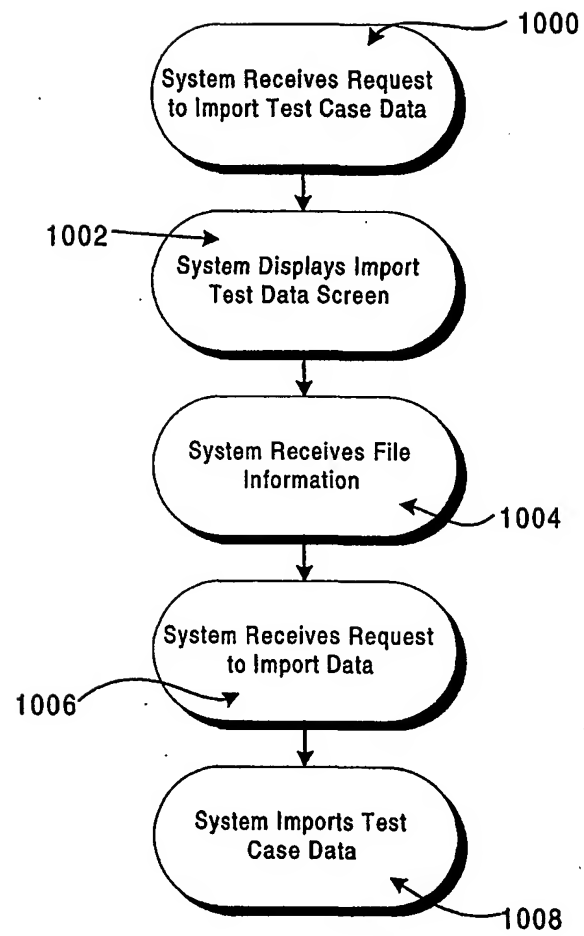 1000
System Receives Request
to Import Test Case Data
1002
System Displays Import
Test Data Screen
System Receives File
Information
1004
System Receives Request
to Import Data
1006
System Imports Test
Case Data
1008